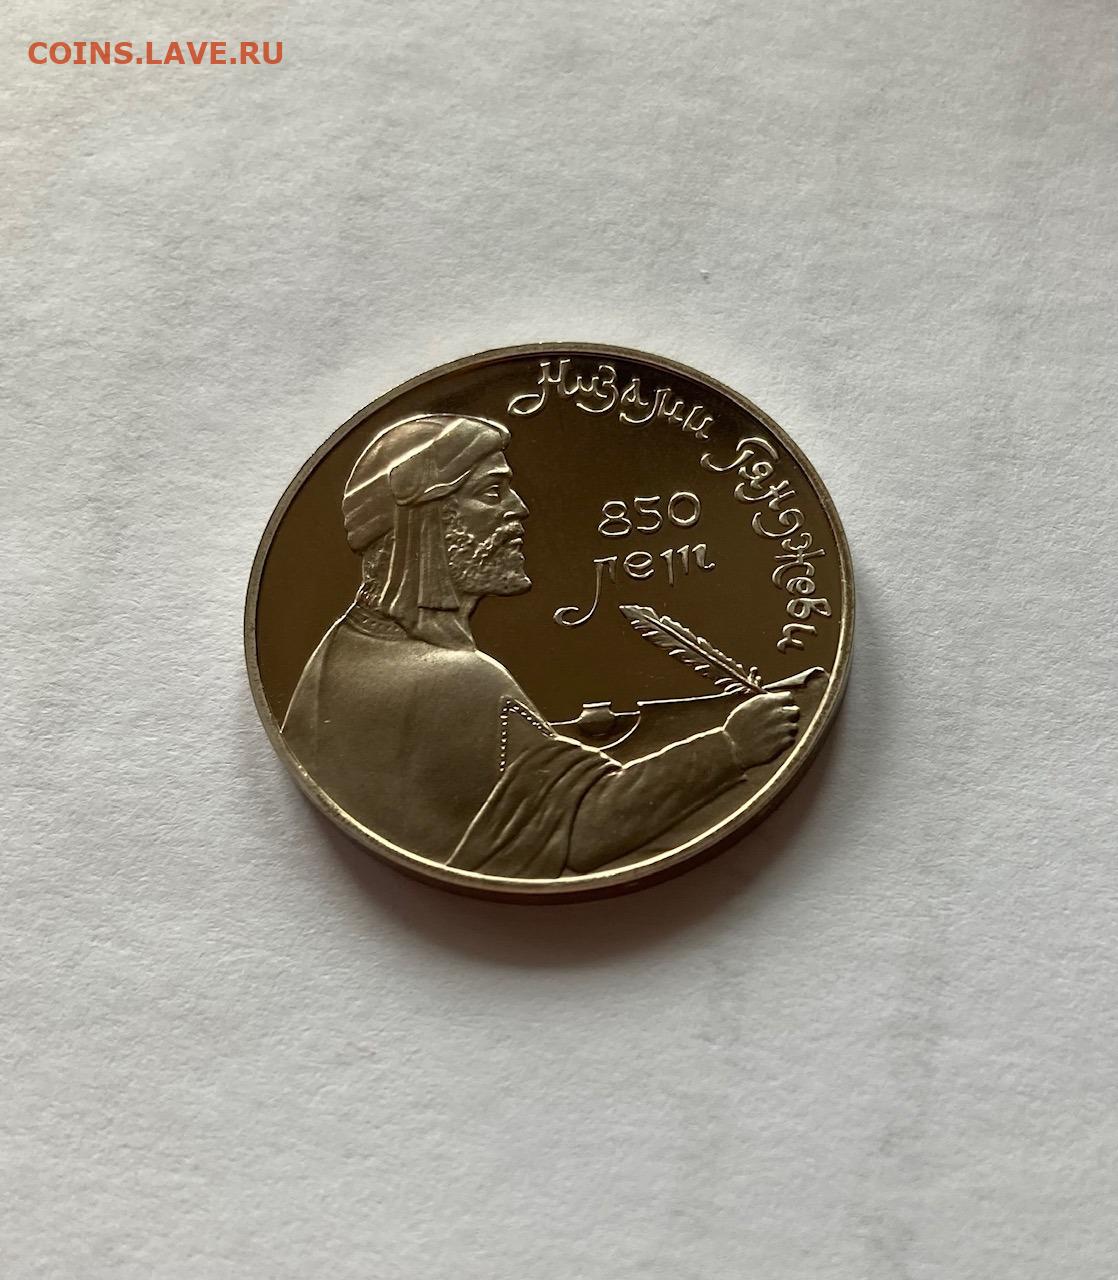 COINS.LAVE.RU
Низами Гянджеви
850
лет